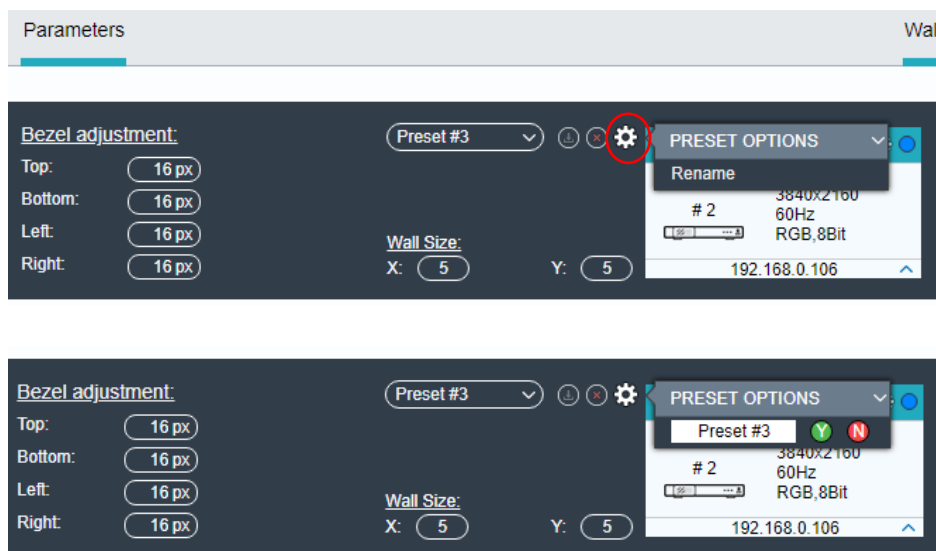 Parameters
Wal
Bezel adjustment:
Preset #3
PRESET OPTIONS
Rename
Top: 16 px
Bottom: 16 px
Left: 16 px
Right: 16 px
Wall Size:
X: 5 Y: 5
# 2
3840x2160
60Hz
RGB,8Bit
192.168.0.106
Bezel adjustment:
Preset #3
PRESET OPTIONS
Preset #3 Y N
Top: 16 px
Bottom: 16 px
Left: 16 px
Right: 16 px
Wall Size:
X: 5 Y: 5
# 2
3840x2160
60Hz
RGB,8Bit
192.168.0.106